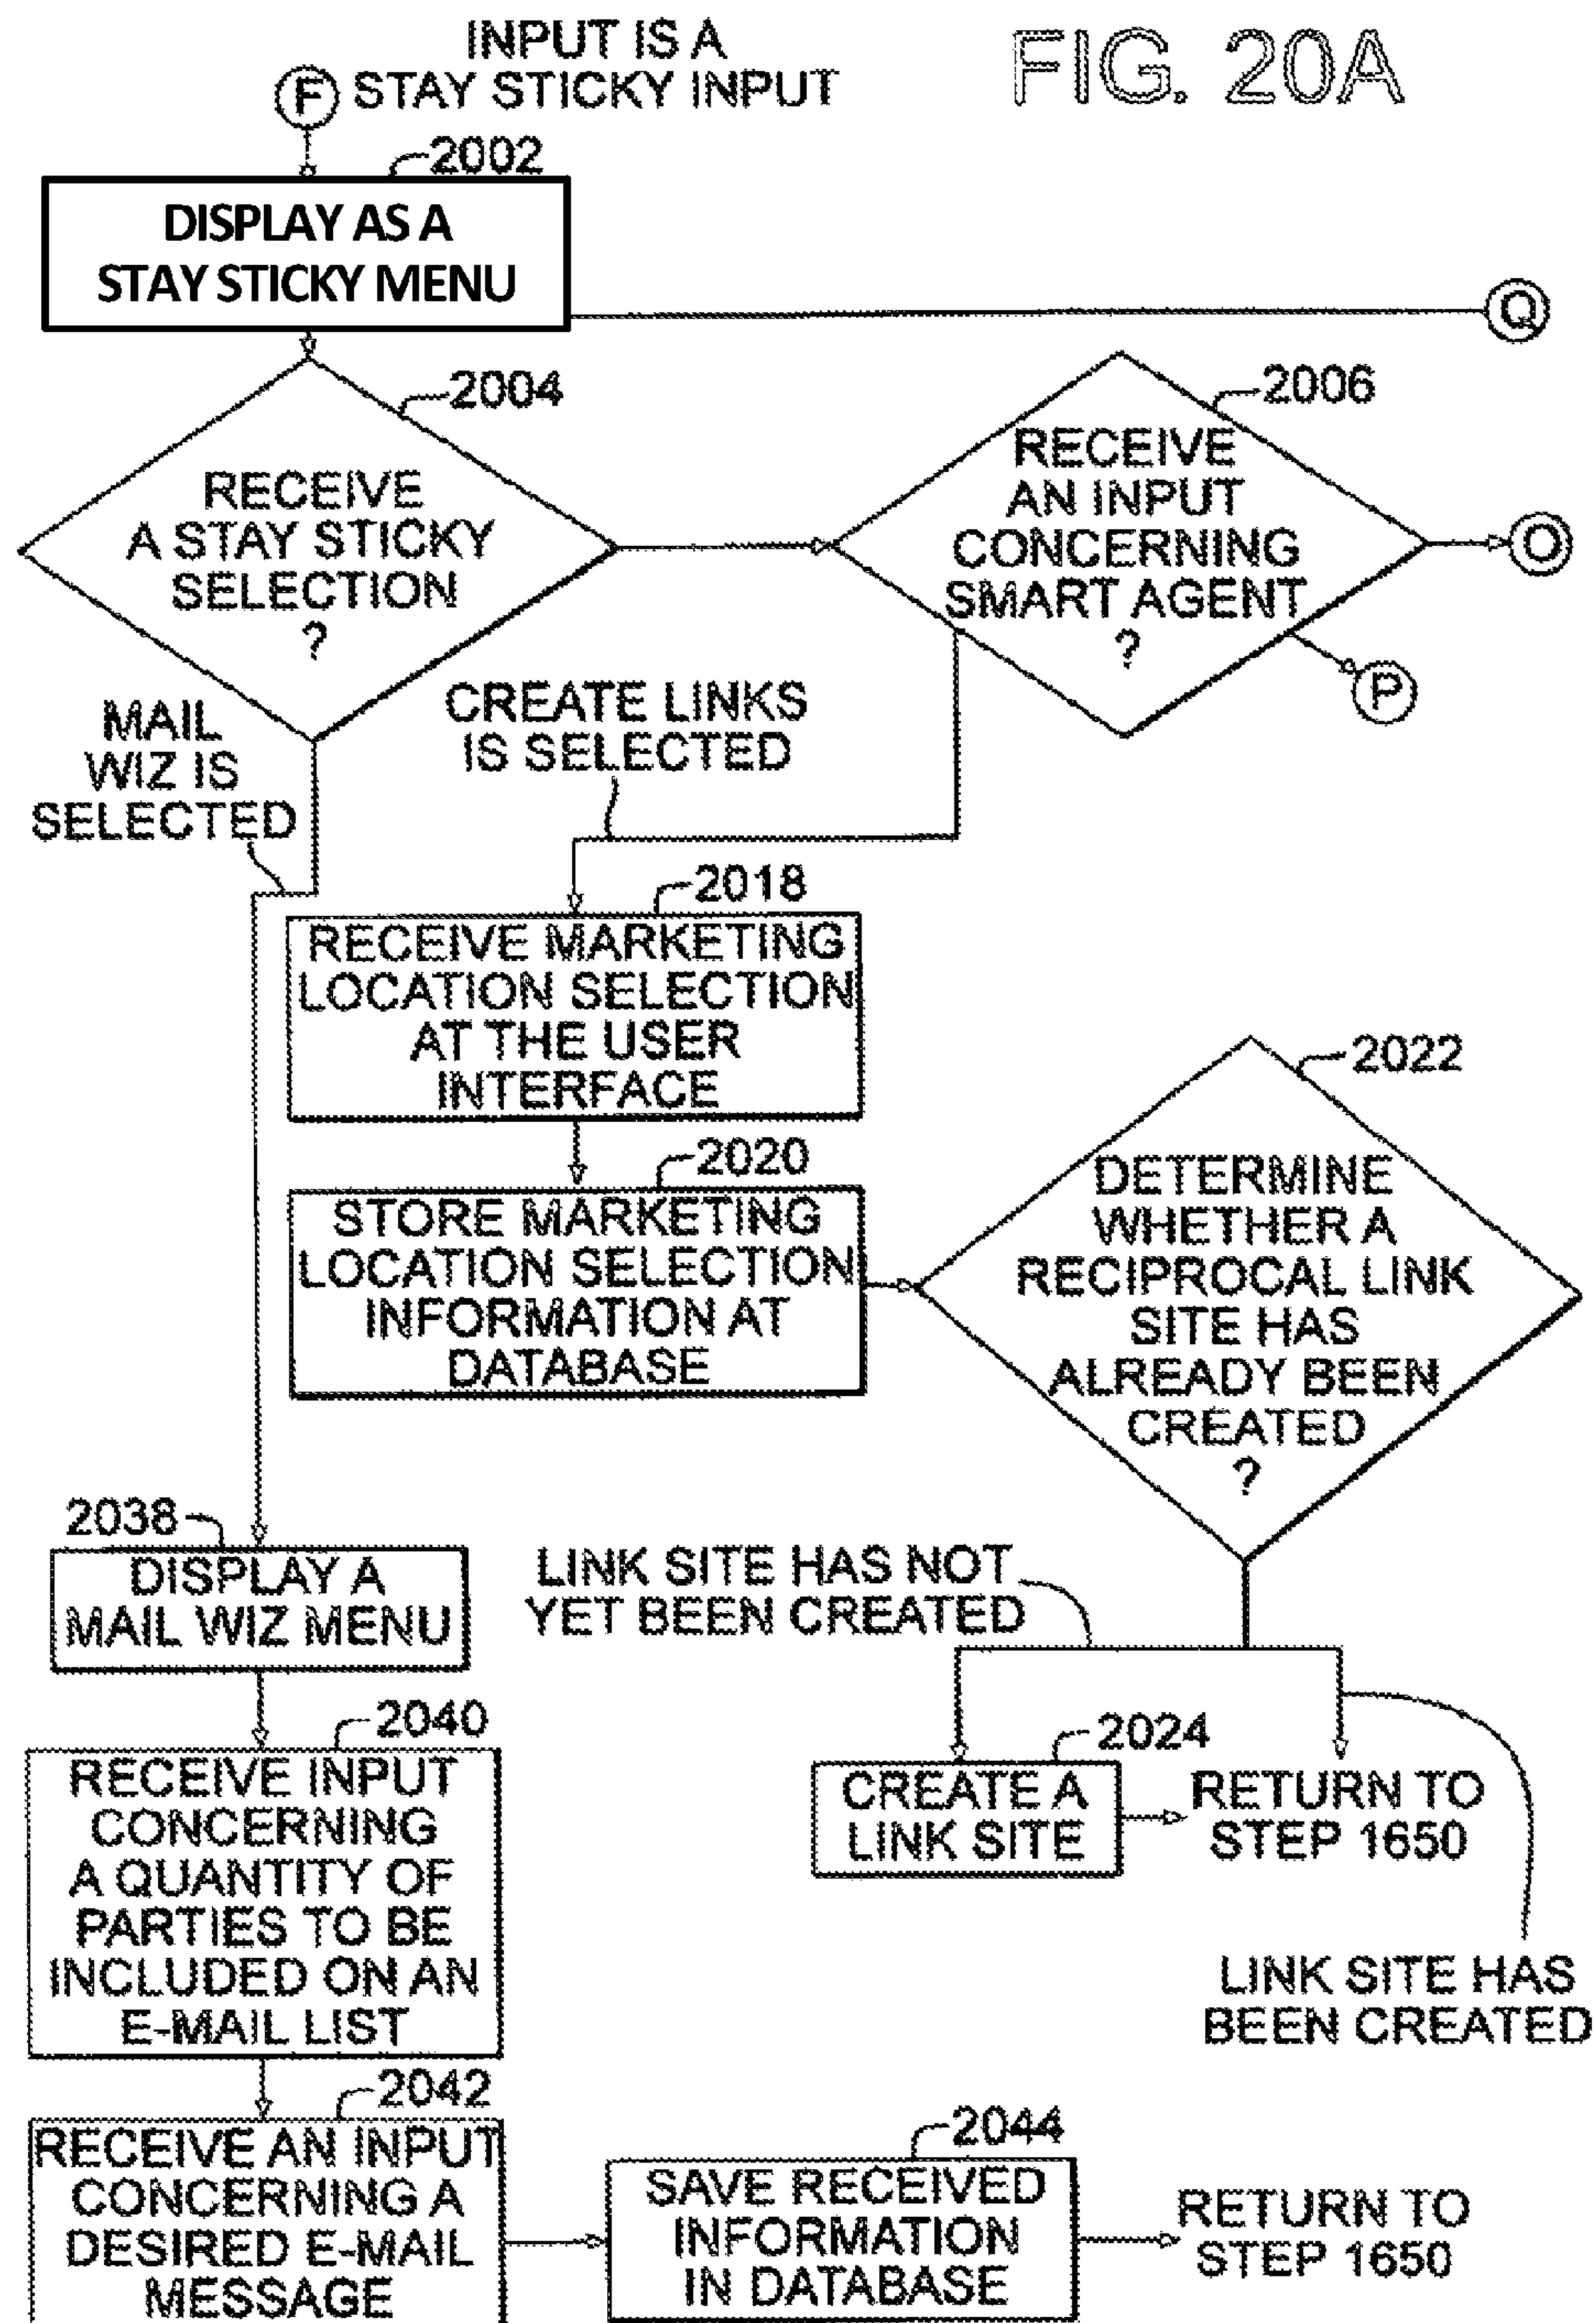 INPUT IS A
STAY STICKY INPUT
FIG. 20A
F
2002
DISPLAY AS A
STAY STICKY MENU
Q
2004
RECEIVE
A STAY STICKY
SELECTION
?
2006
RECEIVE
AN INPUT
CONCERNING
SMART AGENT
?
O
P
MAIL
WIZ IS
SELECTED
CREATE LINKS
IS SELECTED
2018
RECEIVE MARKETING
LOCATION SELECTION
AT THE USER
INTERFACE
2020
STORE MARKETING
LOCATION SELECTION
INFORMATION AT
DATABASE
2022
DETERMINE
WHETHER A
RECIPROCAL LINK
SITE HAS
ALREADY BEEN
CREATED
?
2038
DISPLAY A
MAIL WIZ MENU
LINK SITE HAS NOT
YET BEEN CREATED
2040
RECEIVE INPUT
CONCERNING
A QUANTITY OF
PARTIES TO BE
INCLUDED ON AN
E-MAIL LIST
2024
CREATE A
LINK SITE
RETURN TO
STEP 1650
LINK SITE HAS
BEEN CREATED
2042
RECEIVE AN INPUT
CONCERNING A
DESIRED E-MAIL
MESSAGE
2044
SAVE RECEIVED
INFORMATION
IN DATABASE
RETURN TO
STEP 1650